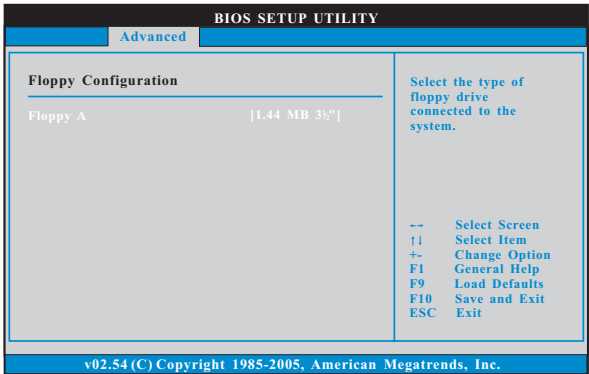 BIOS SETUP UTILITY
Advanced
Floppy Configuration
Floppy A [1.44 MB 3½"]
Select the type of
floppy drive
connected to the
system.
←→ Select Screen
↑↓ Select Item
+- Change Option
F1 General Help
F9 Load Defaults
F10 Save and Exit
ESC Exit
v02.54 (C) Copyright 1985-2005, American Megatrends, Inc.